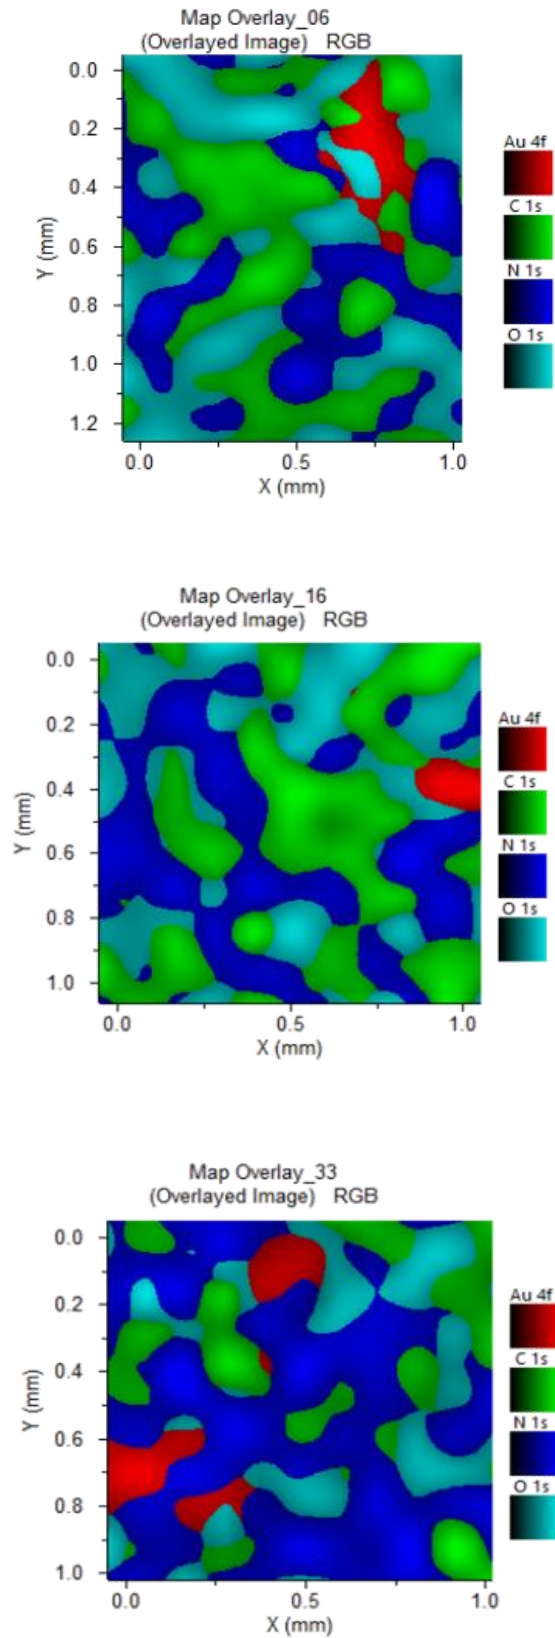 Map Overlay_06
(Overlayed Image) RGB
0.0
0.2
0.4
0.6
0.8
1.0
1.2
Y (mm)
0.0 0.5 1.0
X (mm)
Au 4f
C 1s
N 1s
O 1s
Map Overlay_16
(Overlayed Image) RGB
0.0
0.2
0.4
0.6
0.8
1.0
Y (mm)
0.0 0.5 1.0
X (mm)
Au 4f
C 1s
N 1s
O 1s
Map Overlay_33
(Overlayed Image) RGB
0.0
0.2
0.4
0.6
0.8
1.0
Y (mm)
0.0 0.5 1.0
X (mm)
Au 4f
C 1s
N 1s
O 1s